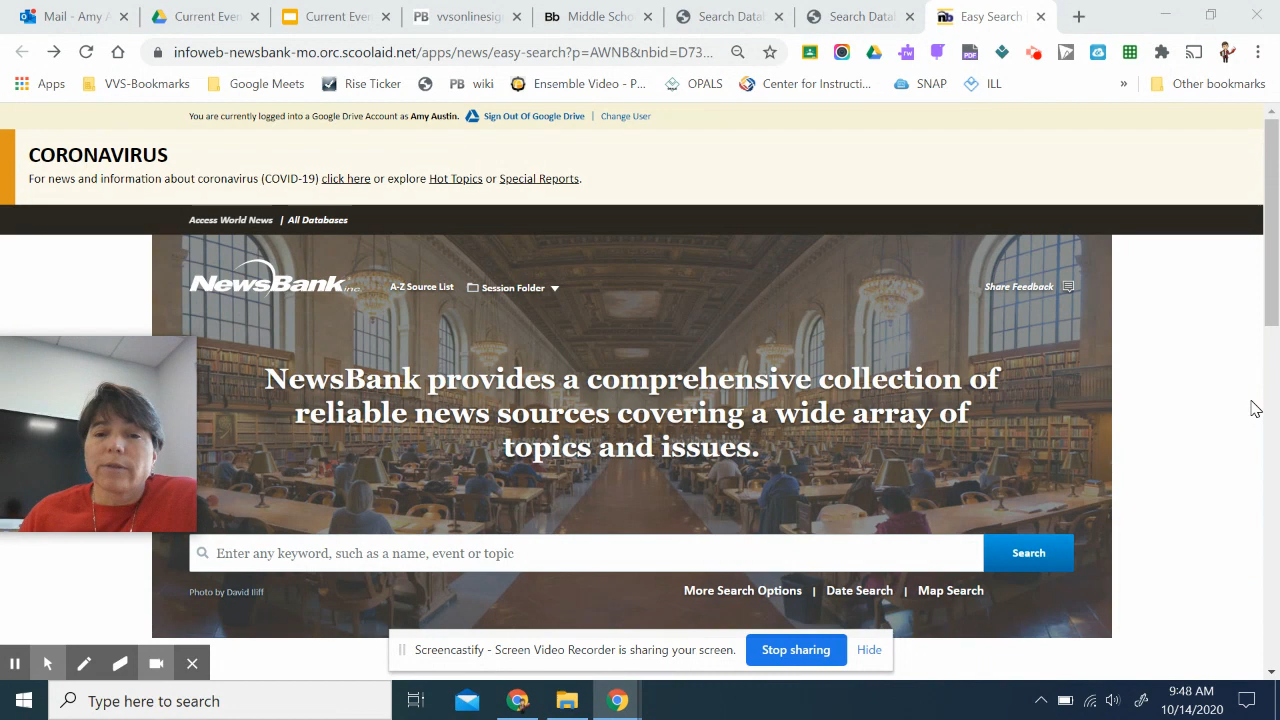 Mail - Amy A
Current Ever
Current Ever
PB vvsonlinesig
Bb Middle Scho
Search Datal
Search Datal
nb Easy Search
infoweb-newsbank-mo.orc.scoolaid.net/apps/news/easy-search?p=AWNB&nbid=D73...
Apps VVS-Bookmarks Google Meets Rise Ticker PB wiki Ensemble Video - P... OPALS Center for Instructi... SNAP ILL » Other bookmarks
You are currently logged into a Google Drive Account as Amy Austin. Sign Out Of Google Drive | Change User
CORONAVIRUS
For news and information about coronavirus (COVID-19) click here or explore Hot Topics or Special Reports.
Access World News | All Databases
NewsBank inc. A-Z Source List Session Folder Share Feedback
NewsBank provides a comprehensive collection of
reliable news sources covering a wide array of
topics and issues.
Enter any keyword, such as a name, event or topic Search
Photo by David Iliff More Search Options | Date Search | Map Search
Screencastify - Screen Video Recorder is sharing your screen. Stop sharing Hide
Type here to search
9:48 AM
10/14/2020